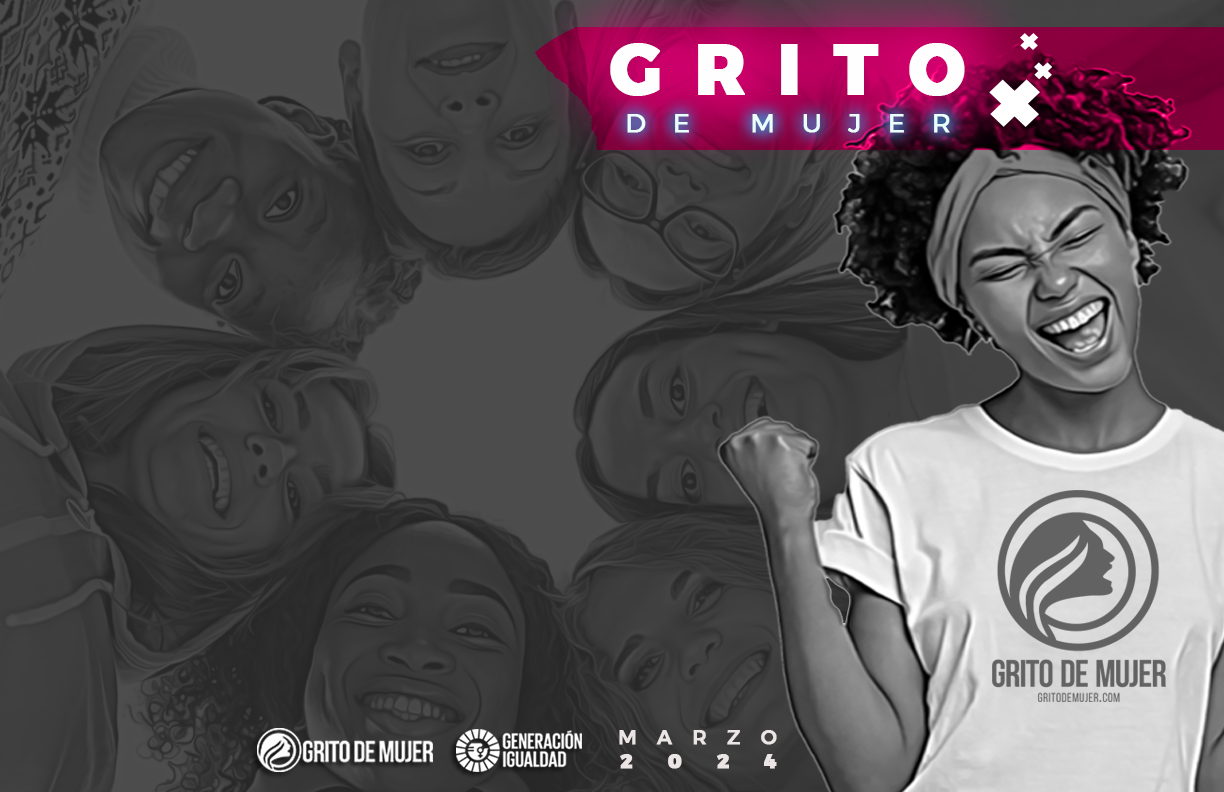 GRITO
DE MUJER
GRITO DE MUJER
GRITODEMUJER.COM
GRITO DE MUJER
GENERACIÓN
IGUALDAD
MARZO
2024